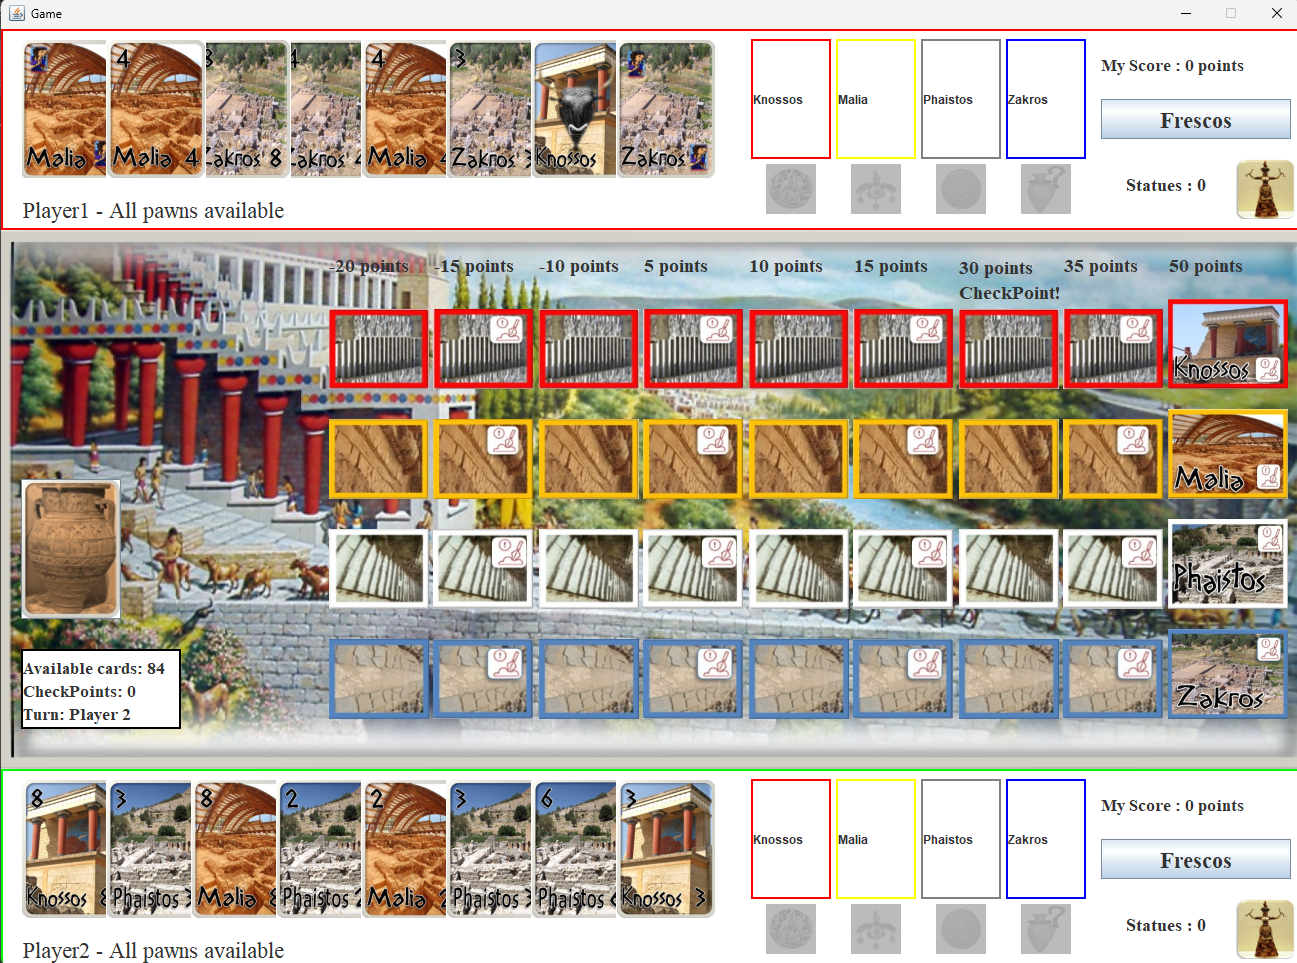 Game
Malia
4
Malia 4
8
Zakros 8
4
Zakros 4
4
Malia 4
3
Zakros 3
Knossos
Zakros
Knossos
Malia
Phaistos
Zakros
My Score : 0 points
Frescos
Statues : 0
Player1 - All pawns available
-20 points
-15 points
-10 points
5 points
10 points
15 points
30 points
CheckPoint!
35 points
50 points
Knossos
Malia
Phaistos
Zakros
Available cards: 84
CheckPoints: 0
Turn: Player 2
8
Knossos 8
3
Phaistos 3
8
Malia 8
2
Phaistos 2
2
Malia 2
3
Phaistos 3
6
Phaistos 6
3
Knossos 3
Knossos
Malia
Phaistos
Zakros
My Score : 0 points
Frescos
Statues : 0
Player2 - All pawns available